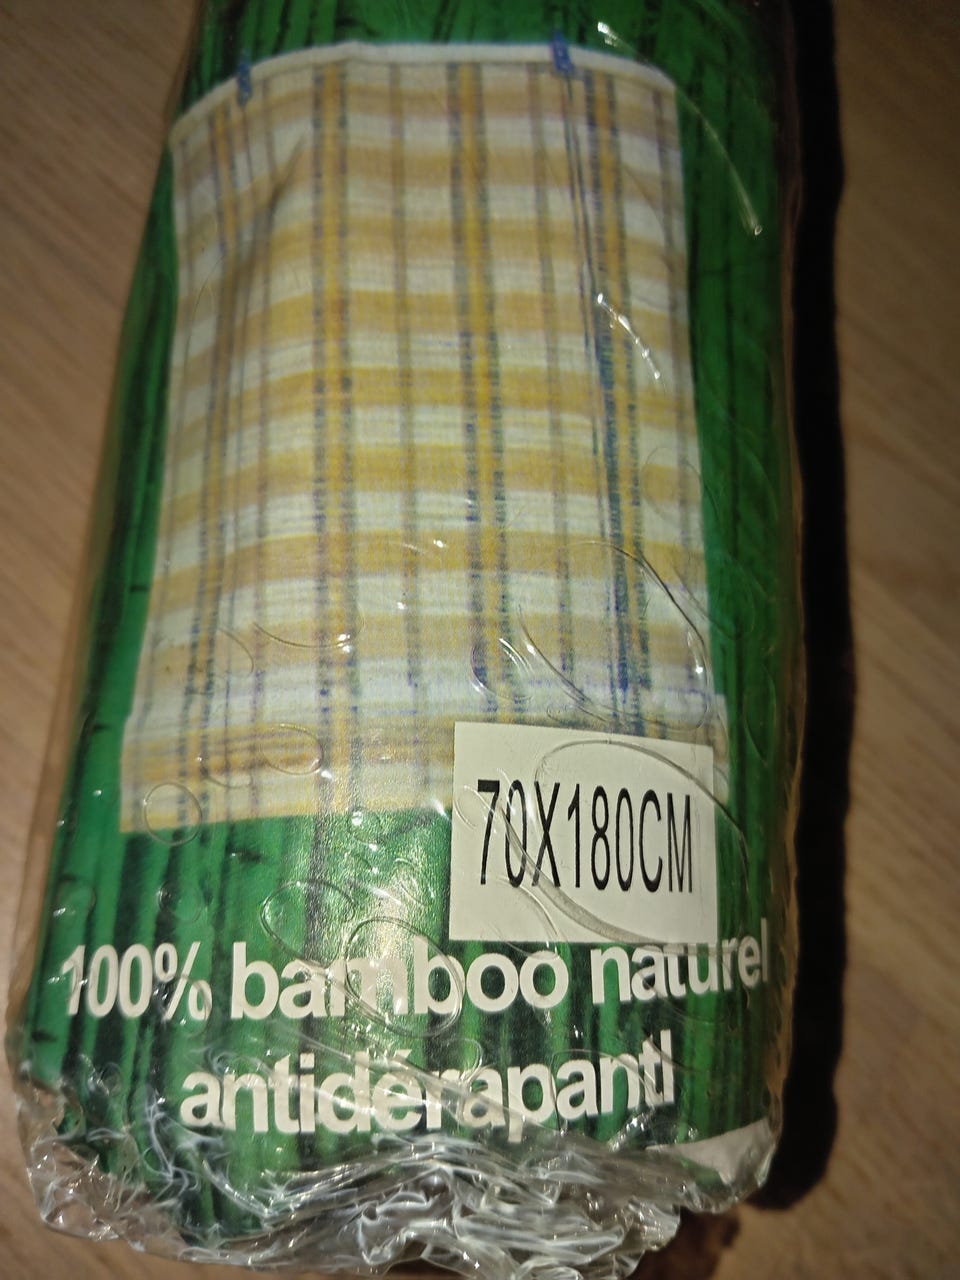 70X180CM
100% bamboo naturel
antidérapantl